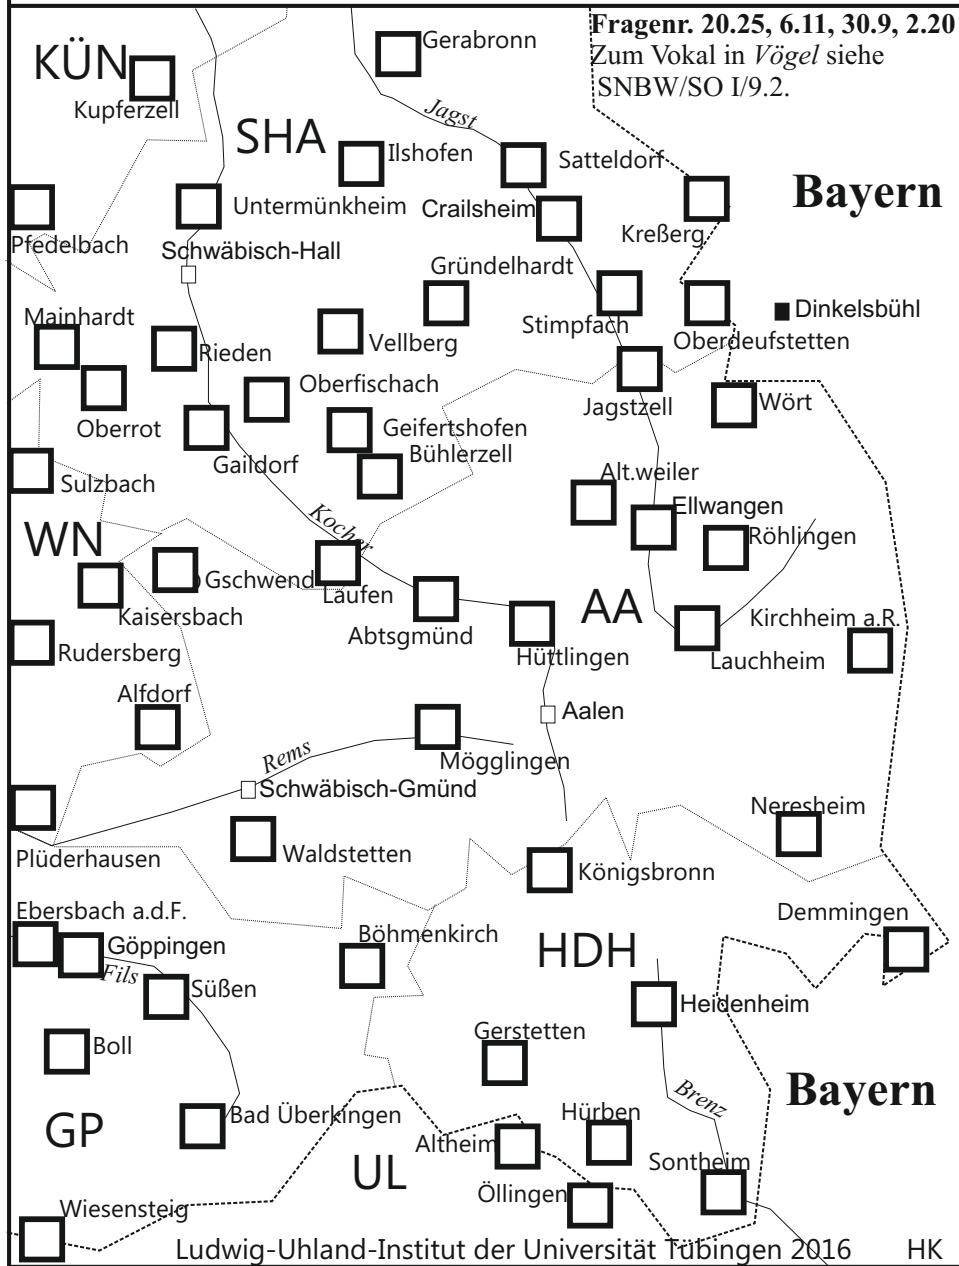 Fragenr. 20.25, 6.11, 30.9, 2.20
Zum Vokal in Vögel siehe
SNBW/SO I/9.2.
Gerabronn
KÜN
Kupferzell
Jagst
SHA
Ilshofen
Satteldorf
Bayern
Untermünkheim
Crailsheim
Kreßerg
Pfedelbach
Schwäbisch-Hall
Gründelhardt
Mainhardt
Stimpfach
Dinkelsbühl
Rieden
Vellberg
Oberdeufstetten
Oberfischach
Jagstzell
Wört
Oberrot
Geifertshofen
Gaildorf
Bühlerzell
Sulzbach
Alt.weiler
Ellwangen
Kocher
WN
Röhlingen
Gschwend
Laufen
AA
Kaisersbach
Abtsgmünd
Kirchheim a.R.
Rudersberg
Hüttlingen
Lauchheim
Alfdorf
Aalen
Rems
Mögglingen
Schwäbisch-Gmünd
Neresheim
Plüderhausen
Waldstetten
Königsbronn
Ebersbach a.d.F.
Demmingen
Göppingen
Böhmenkirch
HDH
Fils
Süßen
Heidenheim
Boll
Gerstetten
Bayern
Brenz
GP
Bad Überkingen
Hürben
Altheim
UL
Sontheim
Öllingen
Wiesensteig
Ludwig-Uhland-Institut der Universität Tübingen 2016 HK